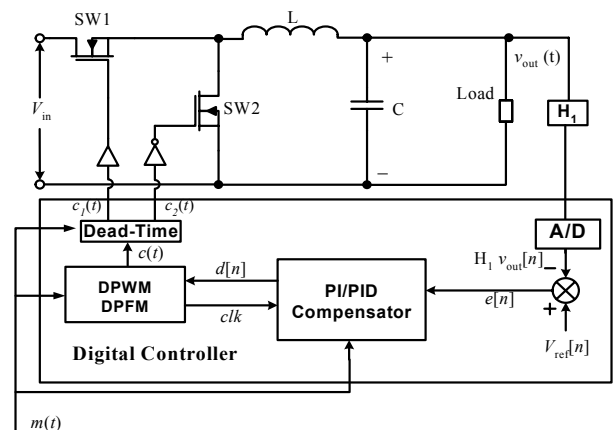 SW1
L
+
v_out (t)
V_in
SW2
C
Load
H_1
−
c_1(t)
c_2(t)
Dead-Time
A/D
c(t)
H_1 v_out[n]
−
DPWM
DPFM
d[n]
clk
PI/PID
Compensator
e[n]
+
V_ref[n]
Digital Controller
m(t)